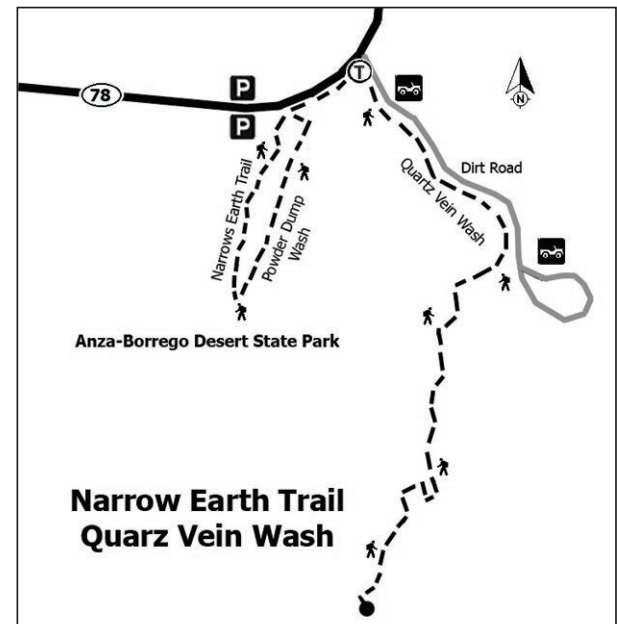 P
78
P
T
N
Dirt Road
Quartz Vein Wash
Narrows Earth Trail
Powder Dump
Wash
Anza-Borrego Desert State Park
Narrow Earth Trail
Quarz Vein Wash